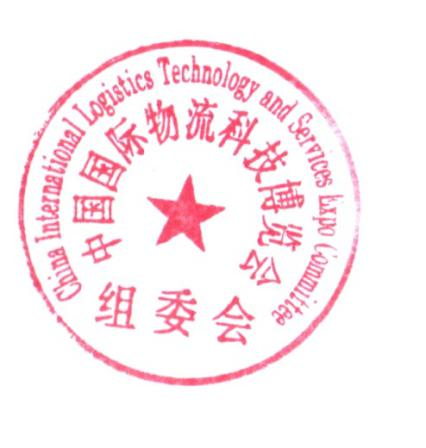 China International Logistics Technology and Services Expo Committee
中国国际物流科技博览会
组委会